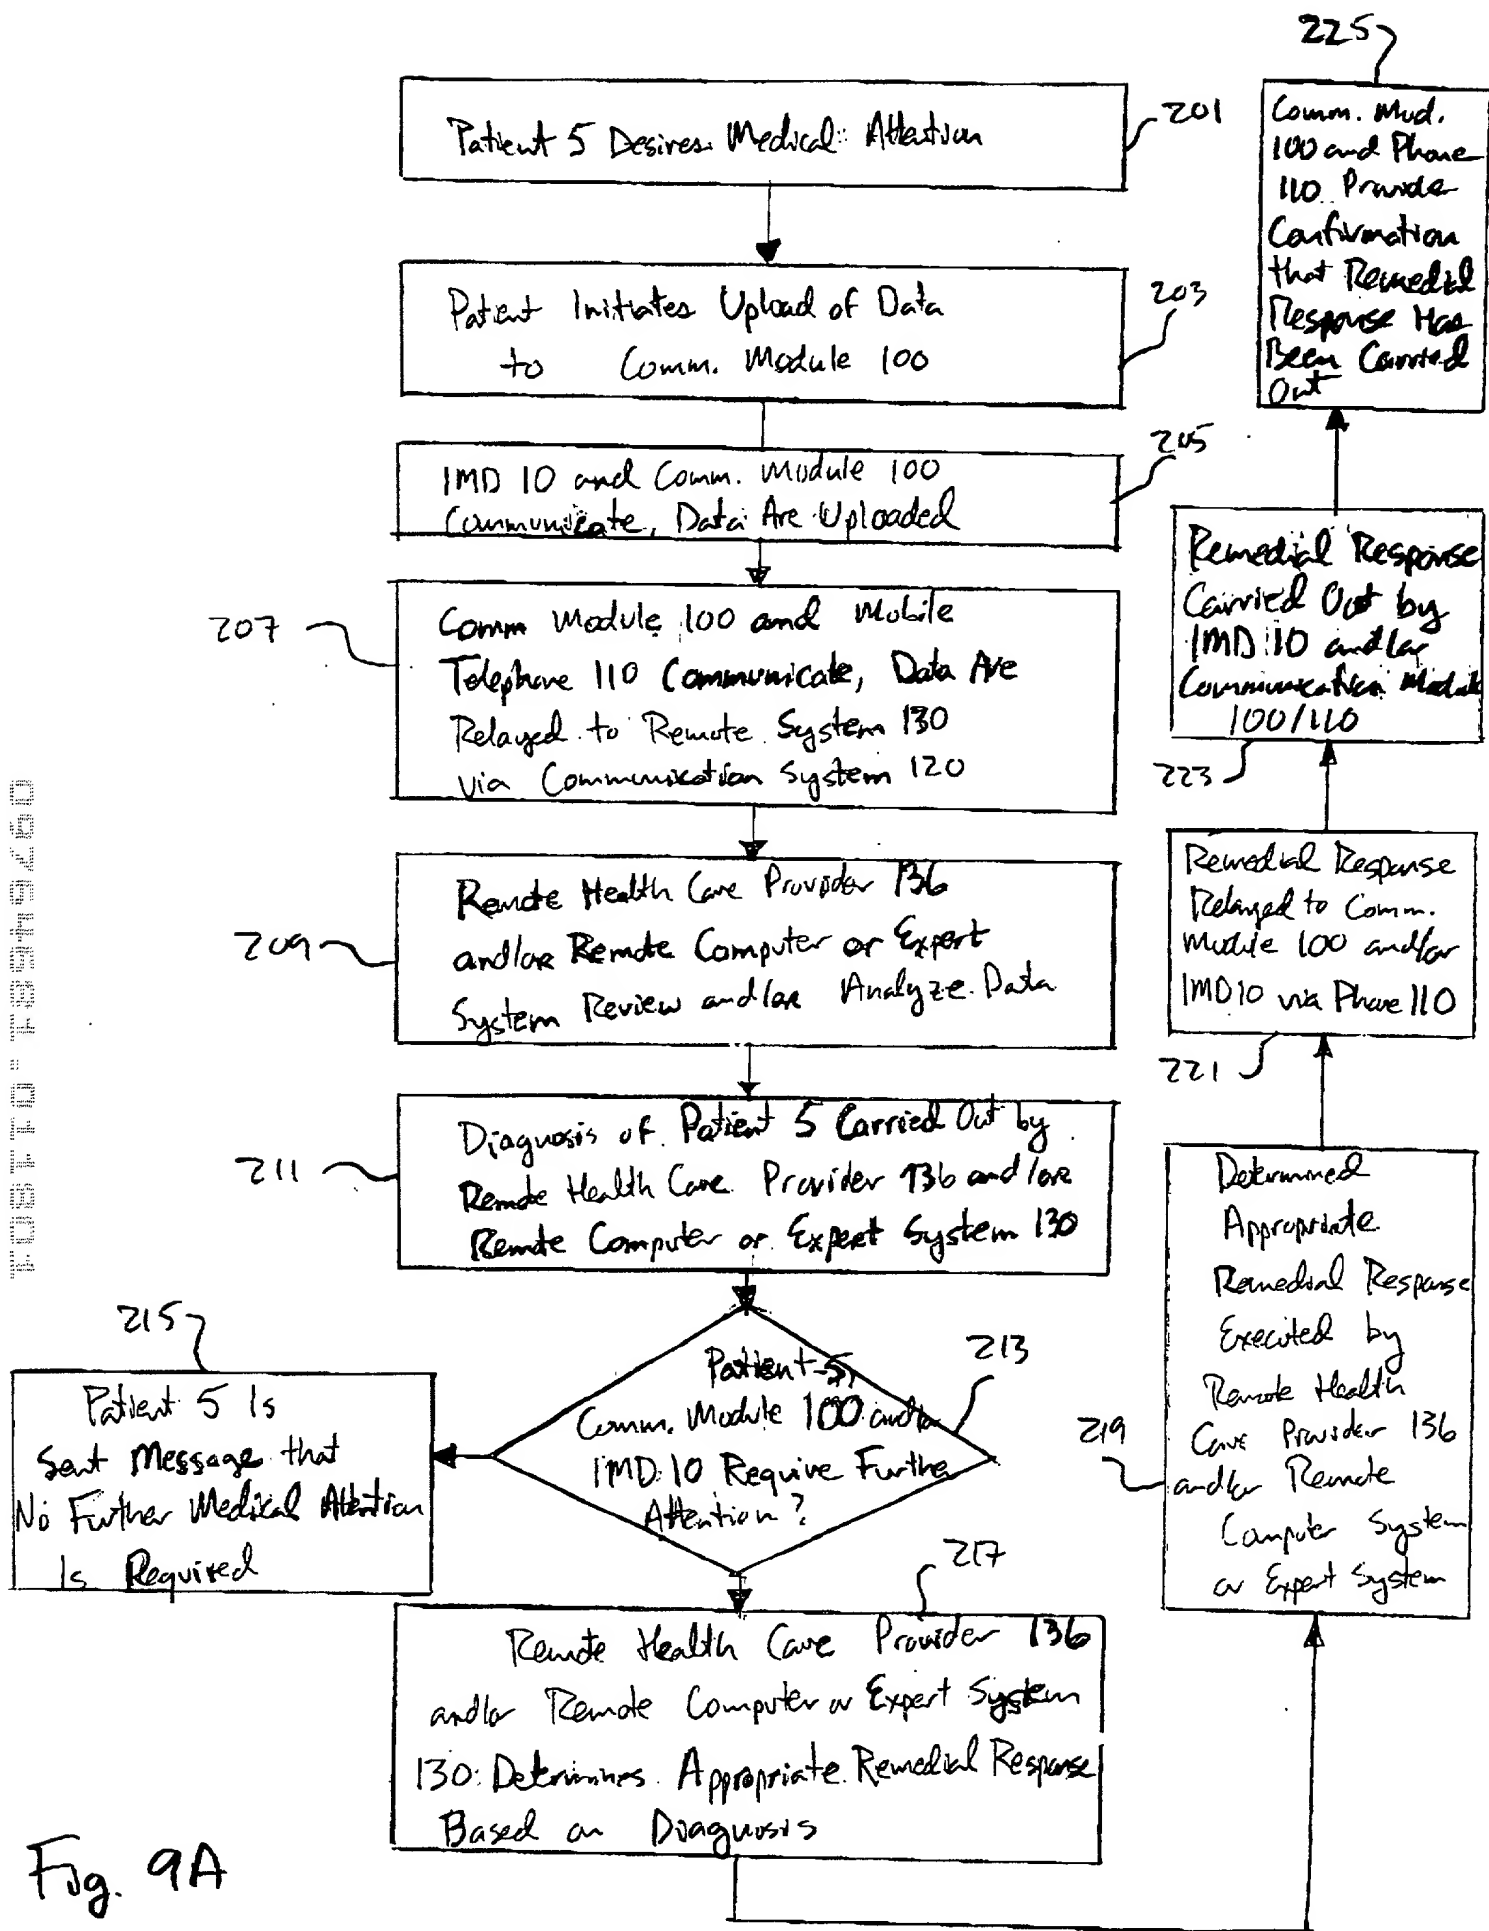 Patient 5 Desires Medical Attention
201
Patient Initiates Upload of Data
to Comm. Module 100
203
IMD 10 and Comm. Module 100
Communicate, Data Are Uploaded
205
207
Comm Module 100 and Mobile
Telephone 110 Communicate, Data Are
Relayed to Remote System 130
via Communication System 120
209
Remote Health Care Provider 136
and/or Remote Computer or Expert
System Review and/or Analyze Data
211
Diagnosis of Patient 5 Carried Out by
Remote Health Care Provider 136 and/or
Remote Computer or Expert System 130
213
Patient 5,
Comm. Module 100 and/or
IMD 10 Require Further
Attention?
215
Patient 5 Is
Sent Message that
No Further Medical Attention
Is Required
217
Remote Health Care Provider 136
and/or Remote Computer or Expert System
130 Determines Appropriate Remedial Response
Based on Diagnosis
219
Determined
Appropriate
Remedial Response
Executed by
Remote Health
Care Provider 136
and/or Remote
Computer System
or Expert System
221
Remedial Response
Relayed to Comm.
Module 100 and/or
IMD 10 via Phone 110
223
Remedial Response
Carried Out by
IMD 10 and/or
Communication Module
100/110
225
Comm. Mod.
100 and Phone
110 Provide
Confirmation
that Remedial
Response Has
Been Carried
Out
Fig. 9A